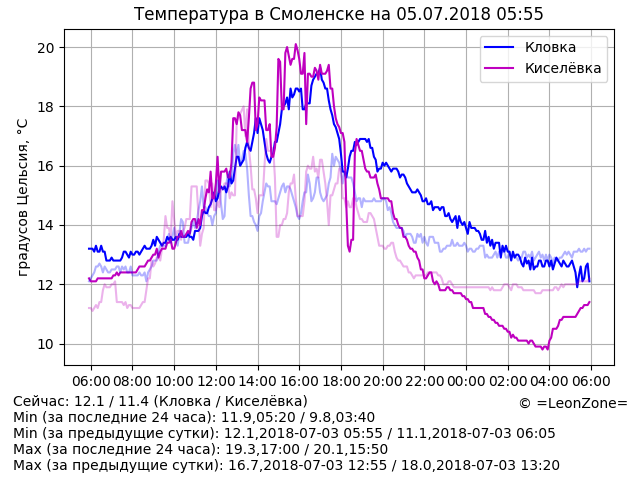 Температура в Смоленске на 05.07.2018 05:55
Кловка
Киселёвка
градусов Цельсия, °C
20
18
16
14
12
10
06:00 08:00 10:00 12:00 14:00 16:00 18:00 20:00 22:00 00:00 02:00 04:00 06:00
Сейчас: 12.1 / 11.4 (Кловка / Киселёвка)
© =LeonZone=
Min (за последние 24 часа): 11.9,05:20 / 9.8,03:40
Min (за предыдущие сутки): 12.1,2018-07-03 05:55 / 11.1,2018-07-03 06:05
Max (за последние 24 часа): 19.3,17:00 / 20.1,15:50
Max (за предыдущие сутки): 16.7,2018-07-03 12:55 / 18.0,2018-07-03 13:20